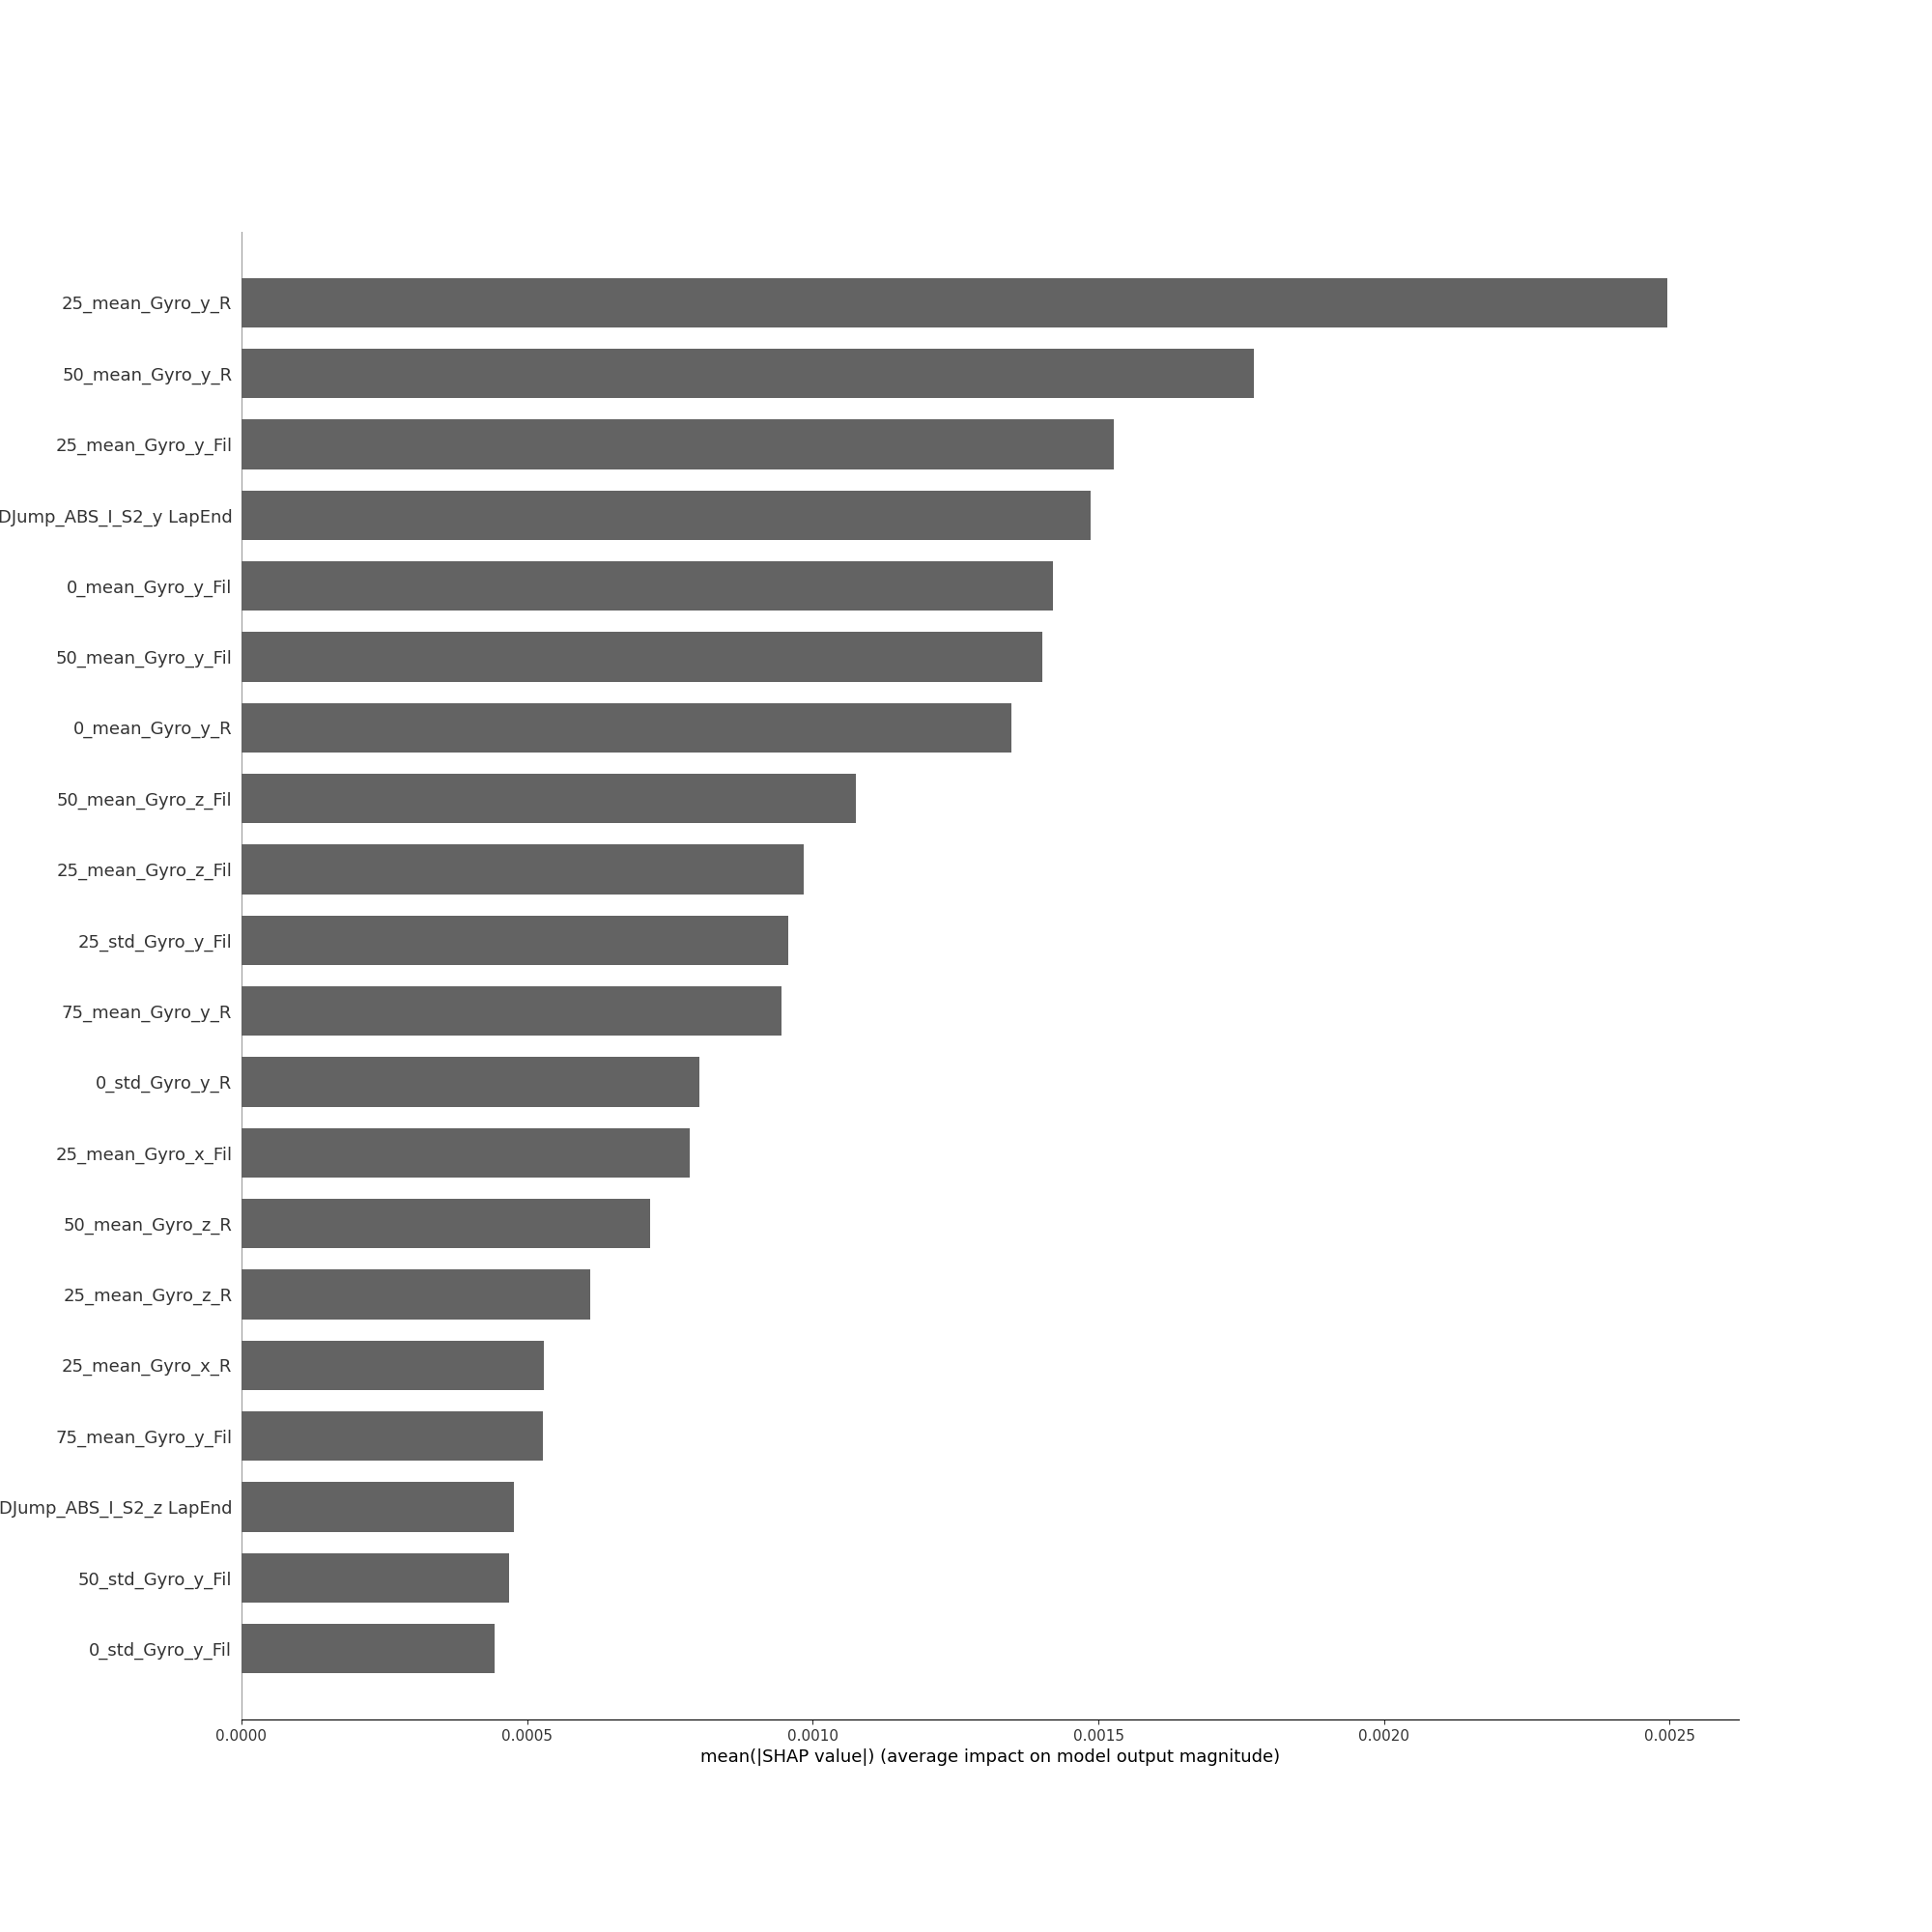 25_mean_Gyro_y_R
50_mean_Gyro_y_R
25_mean_Gyro_y_Fil
DJump_ABS_I_S2_y LapEnd
0_mean_Gyro_y_Fil
50_mean_Gyro_y_Fil
0_mean_Gyro_y_R
50_mean_Gyro_z_Fil
25_mean_Gyro_z_Fil
25_std_Gyro_y_Fil
75_mean_Gyro_y_R
0_std_Gyro_y_R
25_mean_Gyro_x_Fil
50_mean_Gyro_z_R
25_mean_Gyro_z_R
25_mean_Gyro_x_R
75_mean_Gyro_y_Fil
DJump_ABS_I_S2_z LapEnd
50_std_Gyro_y_Fil
0_std_Gyro_y_Fil
0.0000 0.0005 0.0010 0.0015 0.0020 0.0025
mean(|SHAP value|) (average impact on model output magnitude)